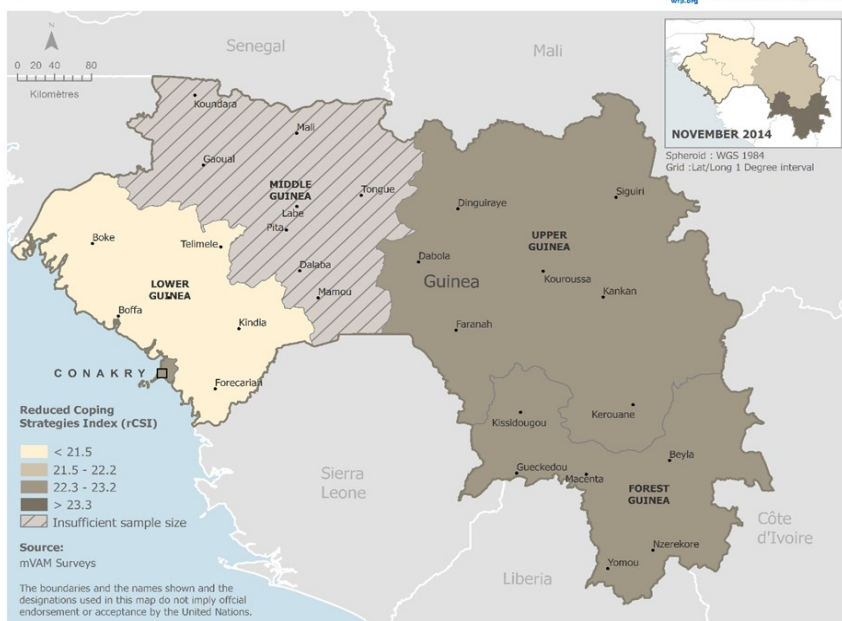 wfp.org
N
0 20 40 60 80
Kilomètres
Senegal
Mali
NOVEMBER 2014
Spheroid : WGS 1984
Grid :Lat/Long 1 Degree interval
Koundara
Mali
Gaoual
MIDDLE
GUINEA
Tongue
Labe
Pita
Dinguiraye
Siguiri
Boke
Telimele
UPPER
GUINEA
Dabola
Dalaba
Guinea
Kouroussa
LOWER
GUINEA
Mamou
Kankan
Boffa
Kindia
Faranah
CONAKRY
Forecariah
Reduced Coping
Strategies Index (rCSI)
< 21.5
21.5 - 22.2
22.3 - 23.2
> 23.3
Insufficient sample size
Kissidougou
Kerouane
Beyla
Gueckedou
Macenta
Sierra
Leone
FOREST
GUINEA
Côte
d'Ivoire
Nzerekore
Yomou
Liberia
Source:
mVAM Surveys
The boundaries and the names shown and the
designations used in this map do not imply offcial
endorsement or acceptance by the United Nations.